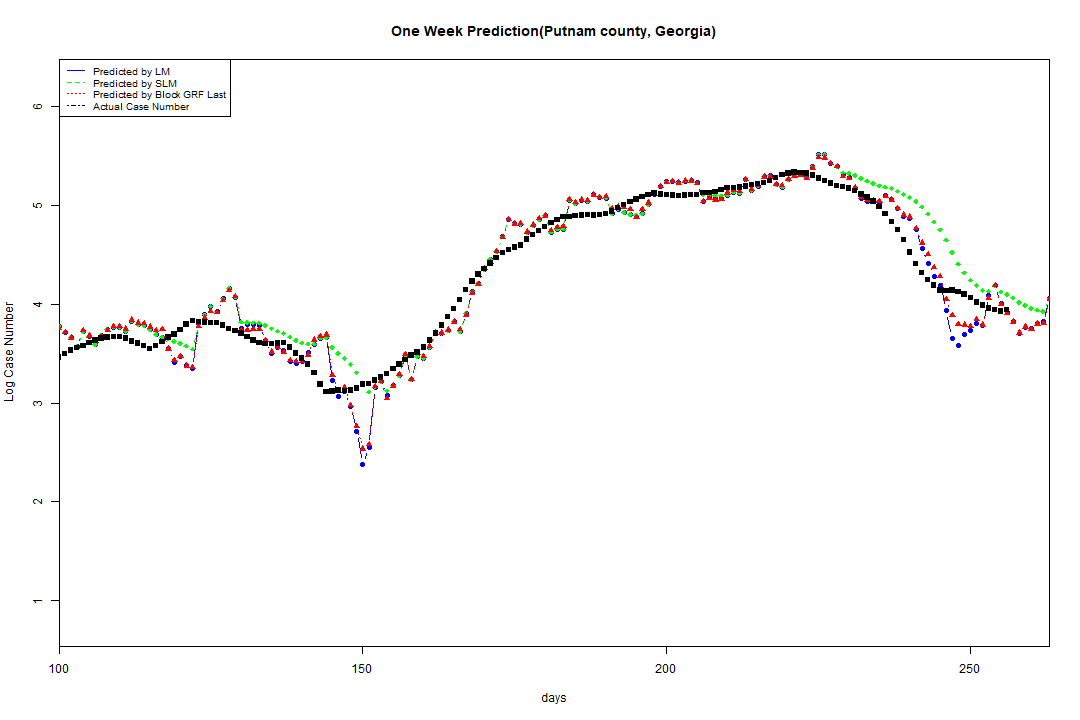 One Week Prediction(Putnam county, Georgia)
Predicted by LM
Predicted by SLM
Predicted by Block GRF Last
Actual Case Number
6
5
4
3
2
1
Log Case Number
100 150 200 250
days